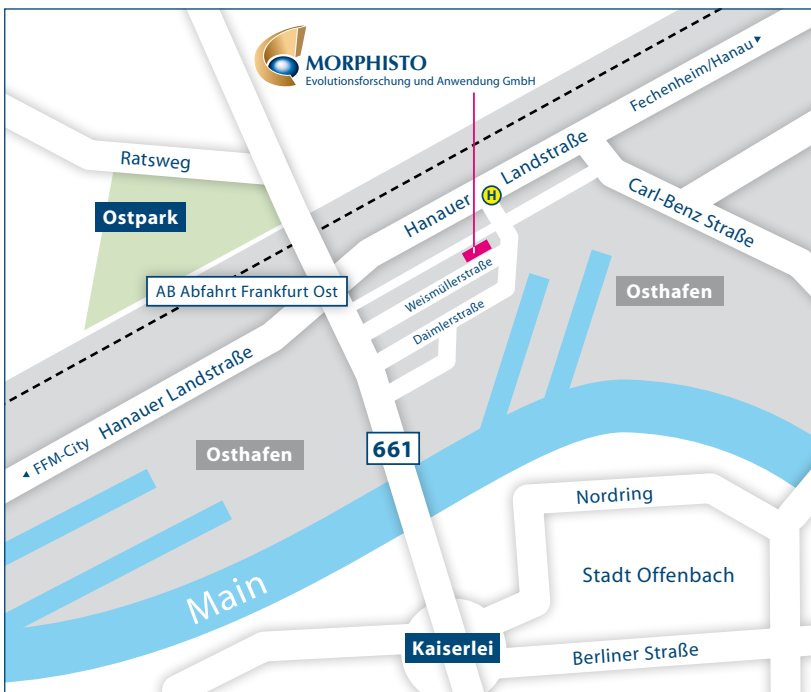 MORPHISTO
Evolutionsforschung und Anwendung GmbH
Fechenheim/Hanau ▸
Ratsweg
Hanauer Landstraße
H
Carl-Benz Straße
Ostpark
Weismüllerstraße
AB Abfahrt Frankfurt Ost
Osthafen
Daimlerstraße
◂ FFM-City Hanauer Landstraße
Osthafen
661
Nordring
Stadt Offenbach
Main
Kaiserlei
Berliner Straße